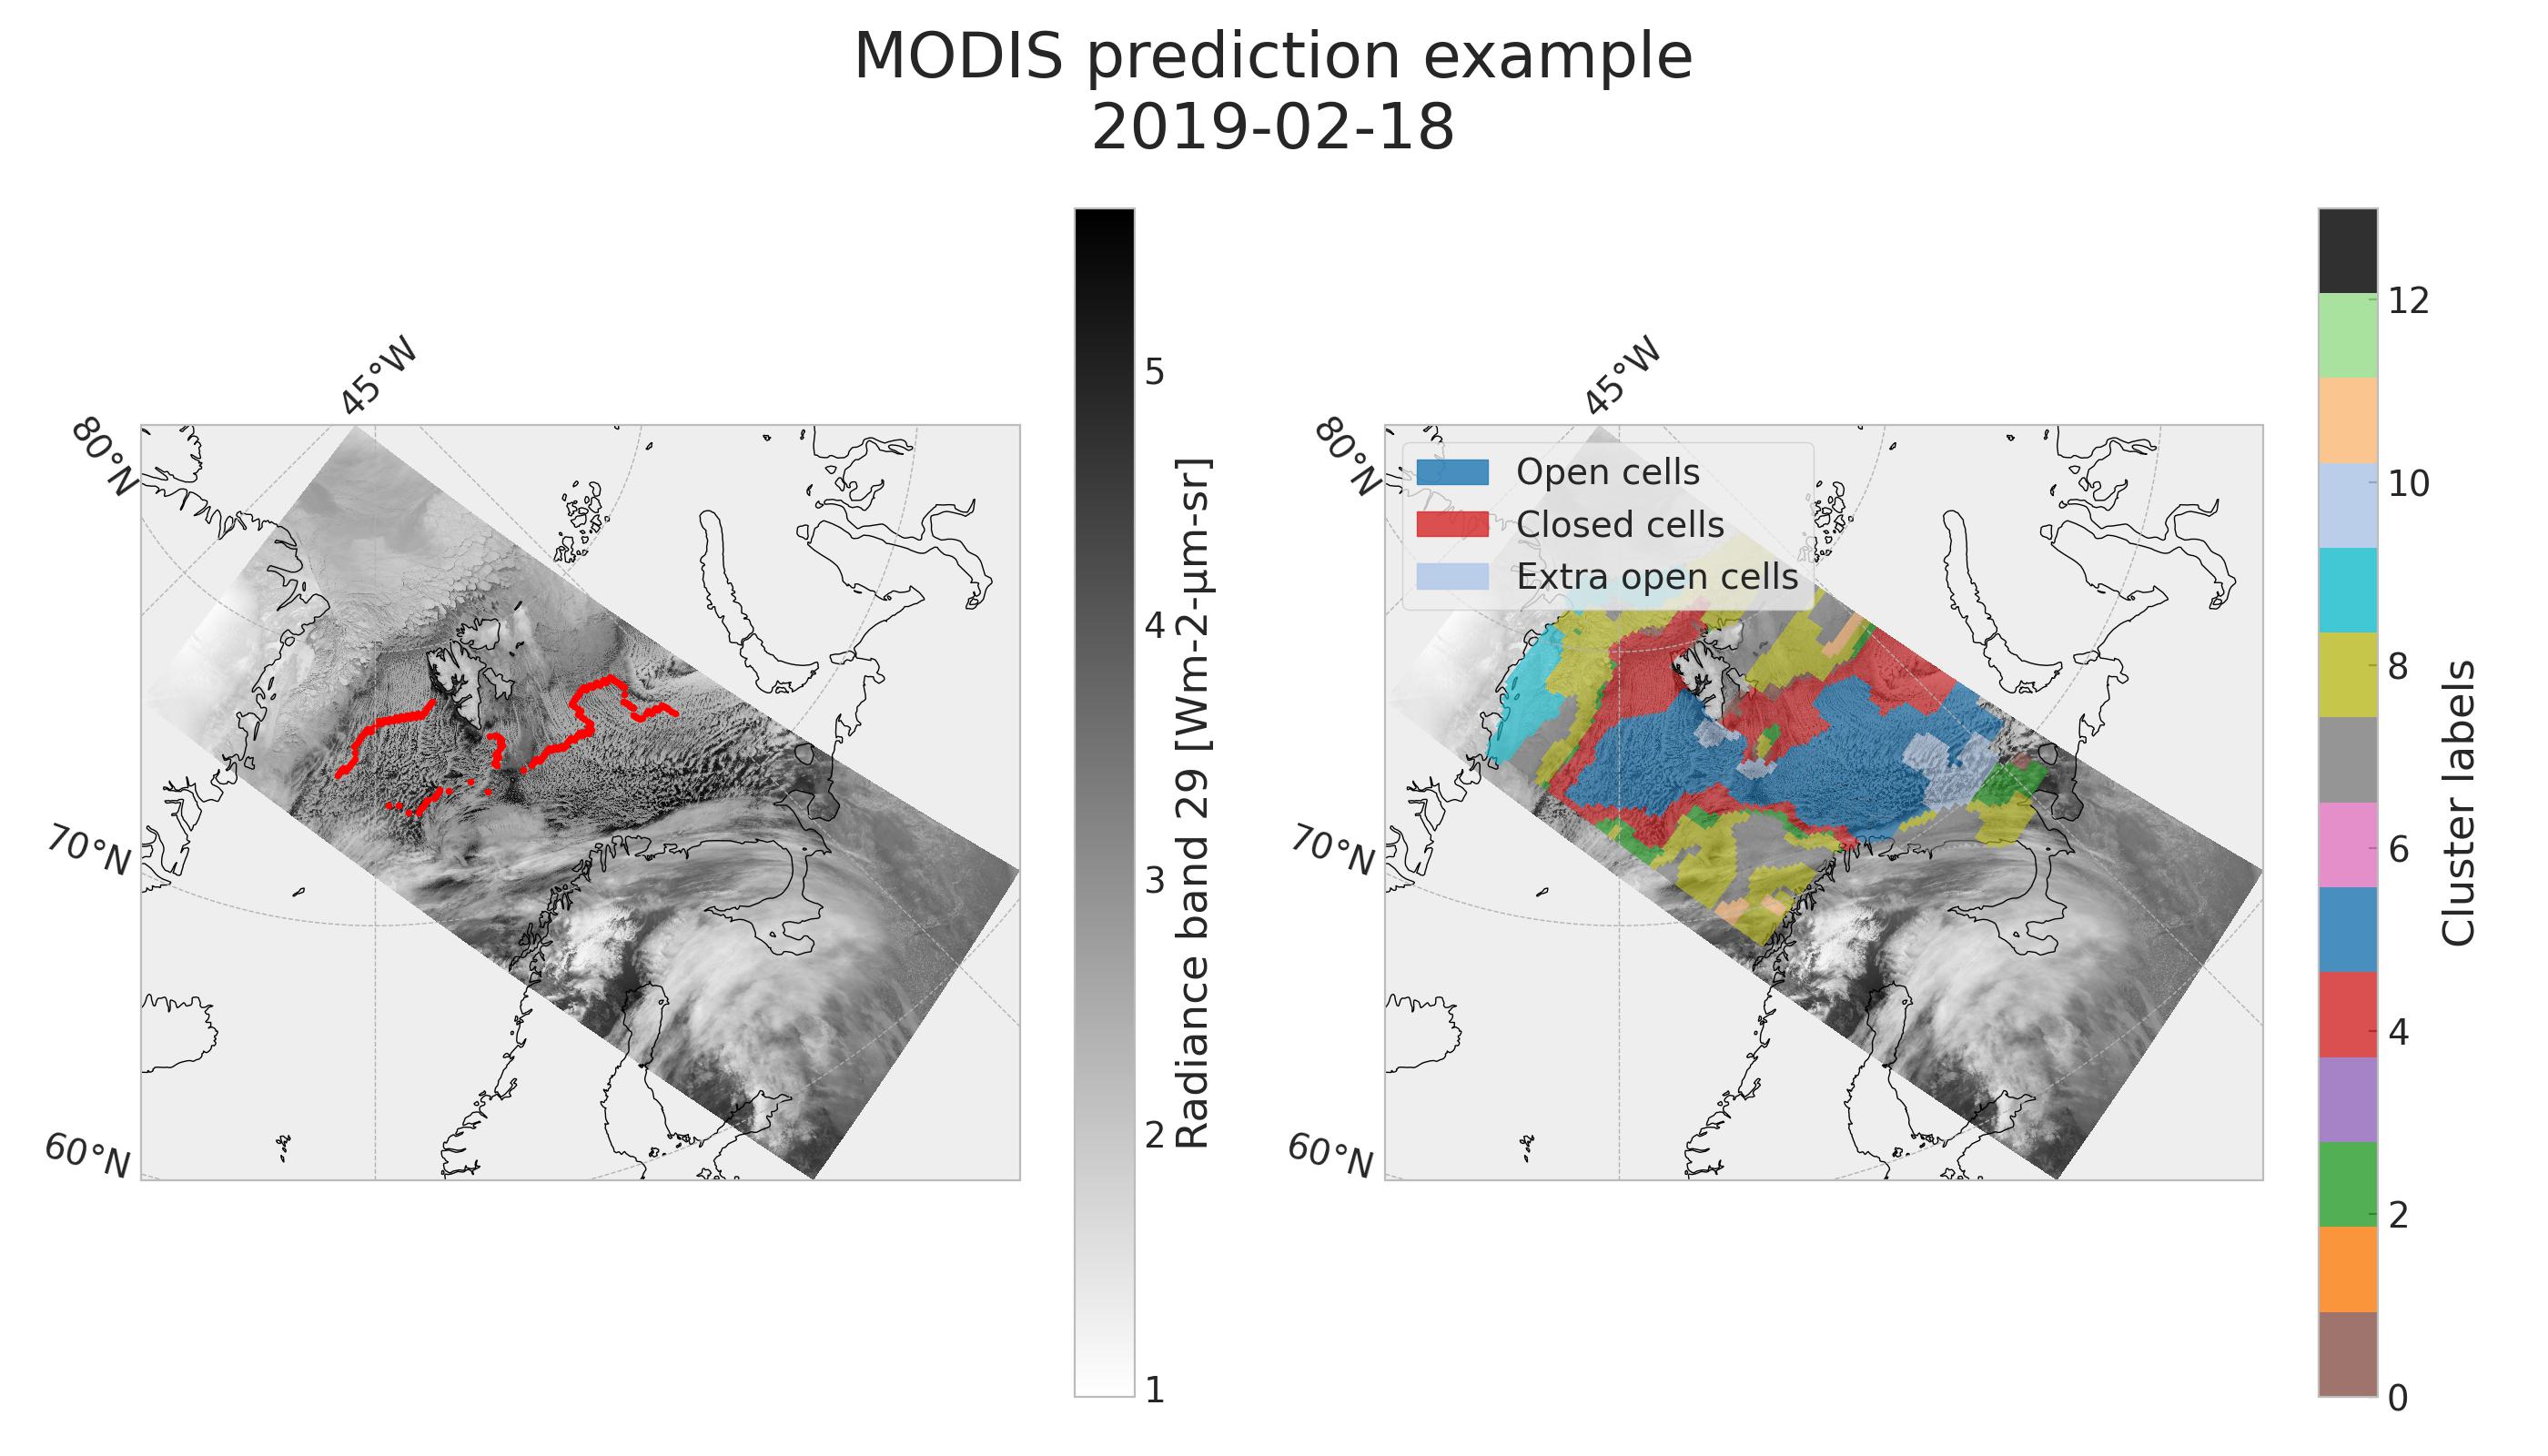 MODIS prediction example
2019-02-18
45°W
80°N
70°N
60°N
5
4
3
2
1
Radiance band 29 [Wm-2-µm-sr]
45°W
80°N
70°N
60°N
Open cells
Closed cells
Extra open cells
12
10
8
6
4
2
0
Cluster labels